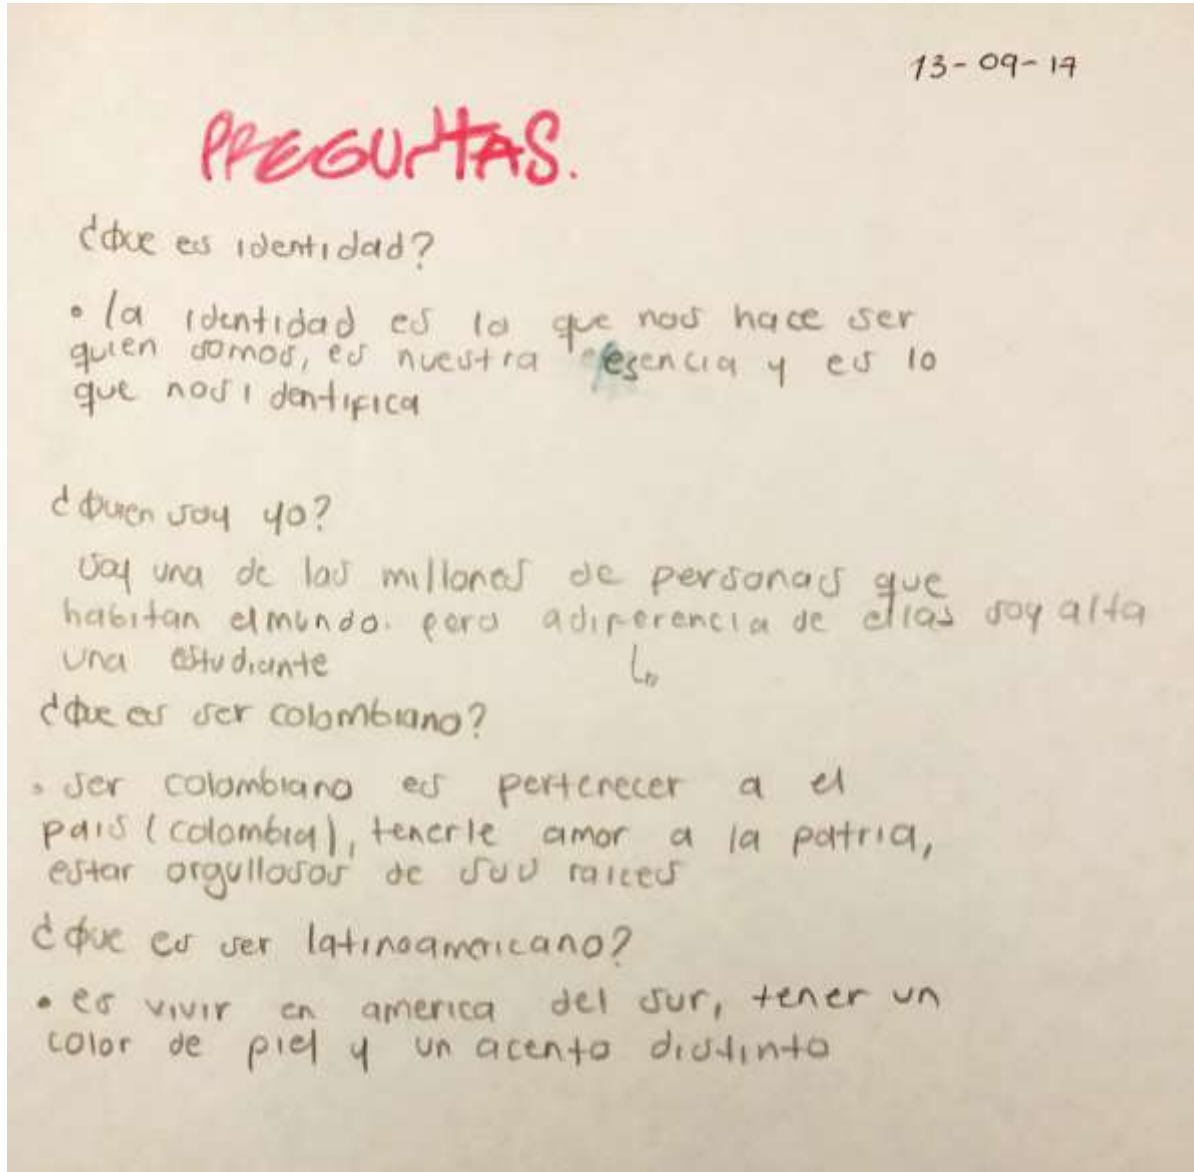 13-09-17
PREGUNTAS.
¿Que es identidad?
• la identidad es lo que nos hace ser
quien somos, es nuestra esencia y es lo
que nos identifica
¿Quien soy yo?
soy una de las millones de personas que
habitan el mundo. pero a diferencia de ellas soy alta
una estudiante
¿Que es ser colombiano?
• ser colombiano es pertenecer a el
pais (colombia), tenerle amor a la patria,
estar orgullosos de sus raices
¿Que es ser latinoamericano?
• es vivir en america del sur, tener un
color de piel y un acento distinto